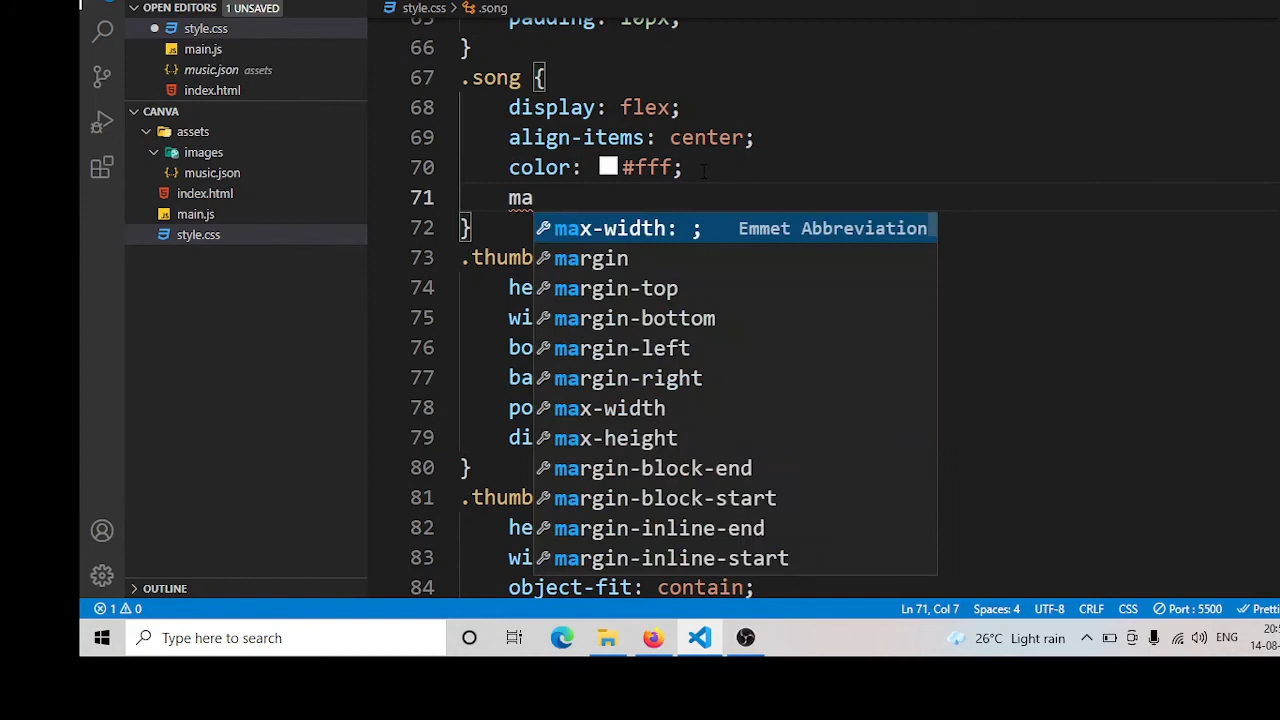 OPEN EDITORS 1 UNSAVED
style.css
main.js
music.json assets
index.html
CANVA
assets
images
music.json
index.html
main.js
style.css
OUTLINE
style.css > .song
65 padding: 10px;
66 }
67 .song {
68 display: flex;
69 align-items: center;
70 color: #fff;
71 ma
72 }
73 .thumb
74 he
75 wi
76 bo
77 ba
78 po
79 di
80 }
81 .thumb
82 he
83 wi
84 object-fit: contain;
max-width: ; Emmet Abbreviation
margin
margin-top
margin-bottom
margin-left
margin-right
max-width
max-height
margin-block-end
margin-block-start
margin-inline-end
margin-inline-start
1 0 Ln 71, Col 7 Spaces: 4 UTF-8 CRLF CSS Port : 5500 Pretti
Type here to search 26°C Light rain ENG 20:5
14-08-